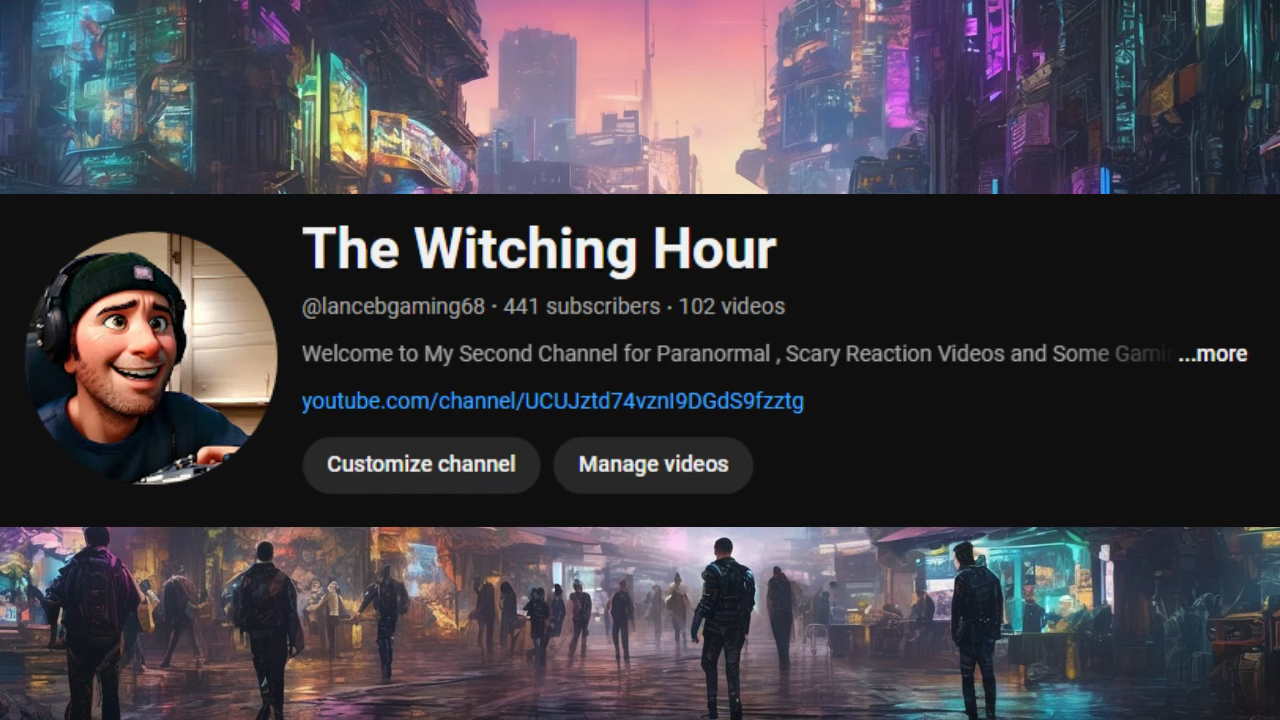 The Witching Hour
@lancebgaming68 · 441 subscribers · 102 videos
Welcome to My Second Channel for Paranormal , Scary Reaction Videos and Some Gami ...more
youtube.com/channel/UCUJztd74vznI9DGdS9fzztg
Customize channel Manage videos